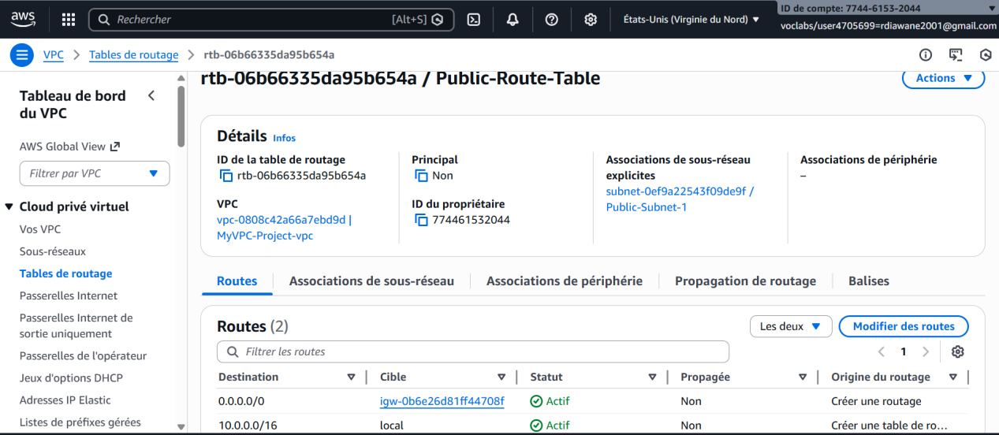 aws
Rechercher
[Alt+S]
États-Unis (Virginie du Nord)
ID de compte: 7744-6153-2044
voclabs/user4705699=rdiawane2001@gmail.com
VPC
Tables de routage
rtb-06b66335da95b654a
rtb-06b66335da95b654a / Public-Route-Table
Actions
Tableau de bord
du VPC
AWS Global View
Filtrer par VPC
Cloud privé virtuel
Vos VPC
Sous-réseaux
Tables de routage
Passerelles Internet
Passerelles Internet de
sortie uniquement
Passerelles de l'opérateur
Jeux d'options DHCP
Adresses IP Elastic
Listes de préfixes gérées
Détails Infos
ID de la table de routage
rtb-06b66335da95b654a
VPC
vpc-0808c42a66a7ebd9d |
MyVPC-Project-vpc
Principal
Non
ID du propriétaire
774461532044
Associations de sous-réseau
explicites
subnet-0ef9a22543f09de9f /
Public-Subnet-1
Associations de périphérie
–
Routes
Associations de sous-réseau
Associations de périphérie
Propagation de routage
Balises
Routes (2)
Les deux
Modifier des routes
Filtrer les routes
1
Destination Cible Statut Propagée Origine du routage
0.0.0.0/0 igw-0b6e26d81ff44708f Actif Non Créer une routage
10.0.0.0/16 local Actif Non Créer une table de ro...